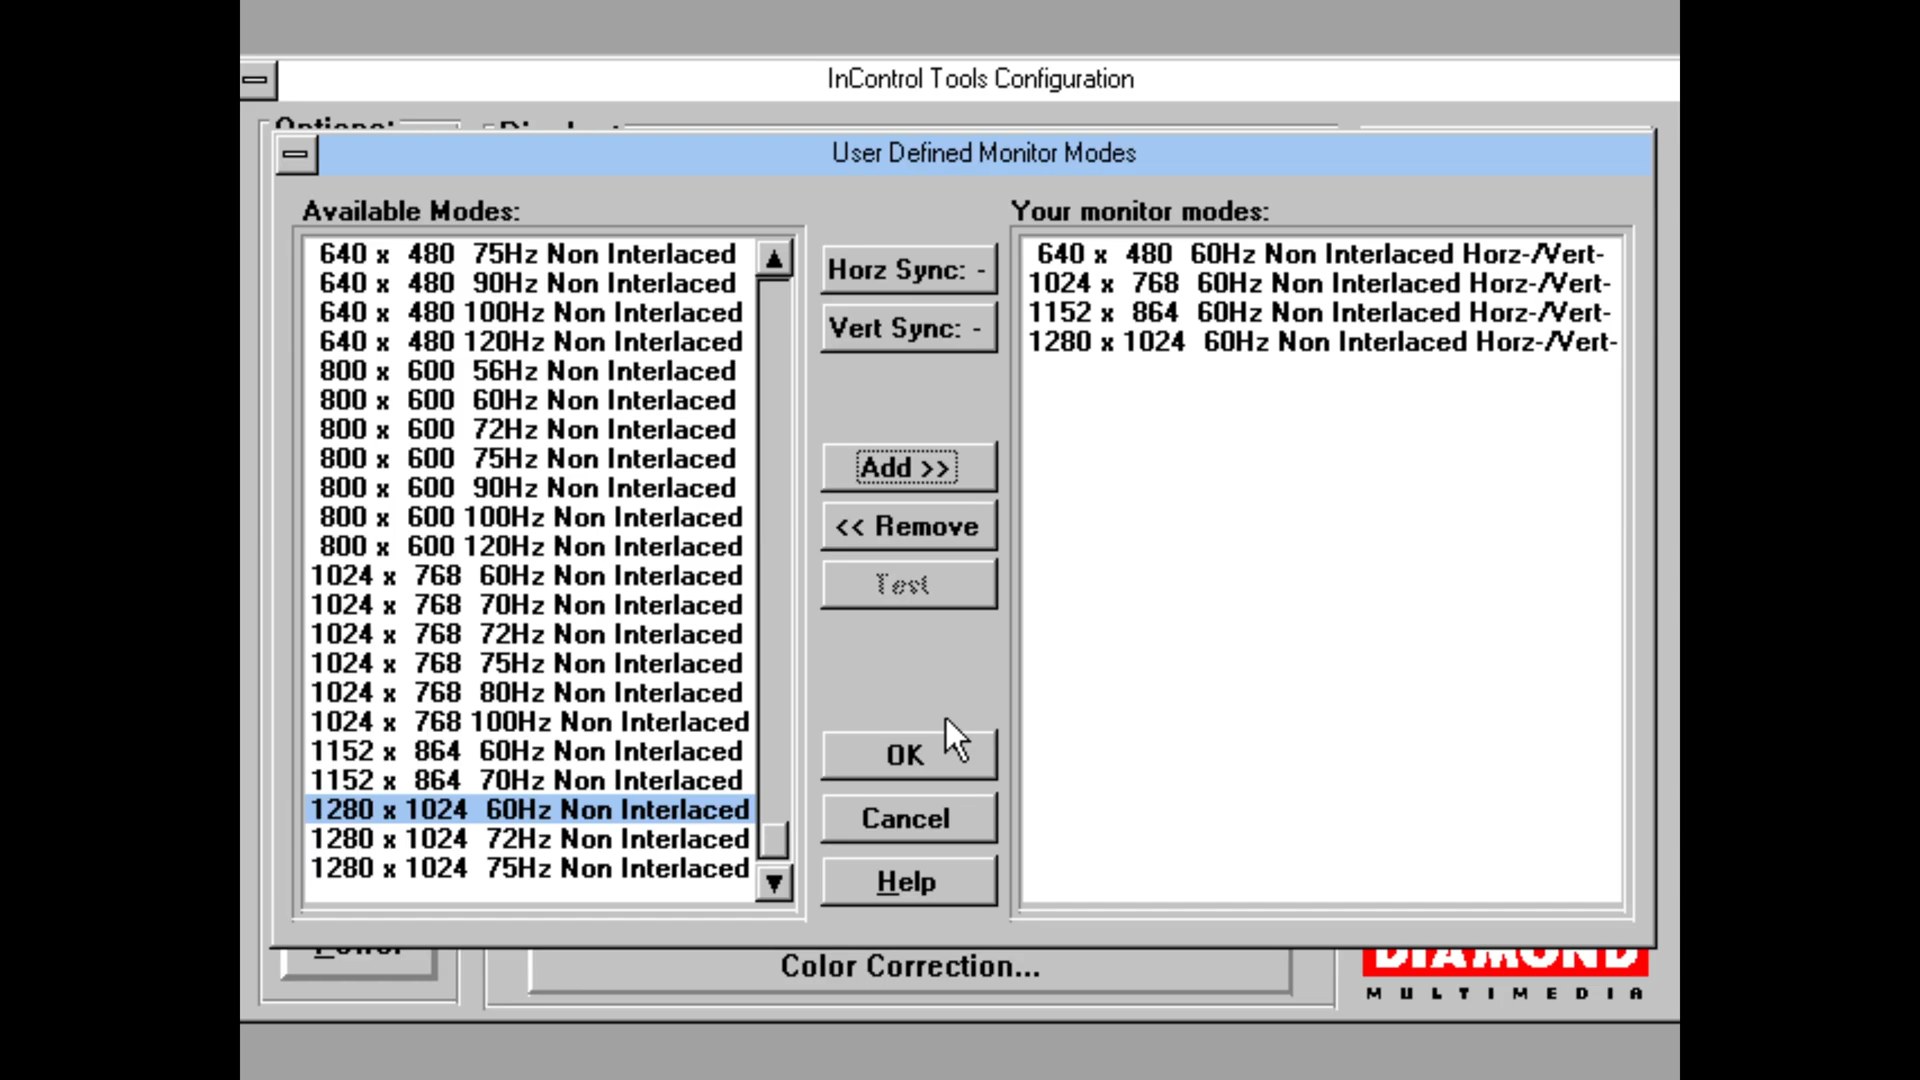 InControl Tools Configuration
Options:
User Defined Monitor Modes
Available Modes:
640 x 480 75Hz Non Interlaced
640 x 480 90Hz Non Interlaced
640 x 480 100Hz Non Interlaced
640 x 480 120Hz Non Interlaced
800 x 600 56Hz Non Interlaced
800 x 600 60Hz Non Interlaced
800 x 600 72Hz Non Interlaced
800 x 600 75Hz Non Interlaced
800 x 600 90Hz Non Interlaced
800 x 600 100Hz Non Interlaced
800 x 600 120Hz Non Interlaced
1024 x 768 60Hz Non Interlaced
1024 x 768 70Hz Non Interlaced
1024 x 768 72Hz Non Interlaced
1024 x 768 75Hz Non Interlaced
1024 x 768 80Hz Non Interlaced
1024 x 768 100Hz Non Interlaced
1152 x 864 60Hz Non Interlaced
1152 x 864 70Hz Non Interlaced
1280 x 1024 60Hz Non Interlaced
1280 x 1024 72Hz Non Interlaced
1280 x 1024 75Hz Non Interlaced
Horz Sync: -
Vert Sync: -
Add >>
<< Remove
Test
OK
Cancel
Help
Your monitor modes:
640 x 480 60Hz Non Interlaced Horz-/Vert-
1024 x 768 60Hz Non Interlaced Horz-/Vert-
1152 x 864 60Hz Non Interlaced Horz-/Vert-
1280 x 1024 60Hz Non Interlaced Horz-/Vert-
Color Correction...
DIAMOND
MULTIMEDIA